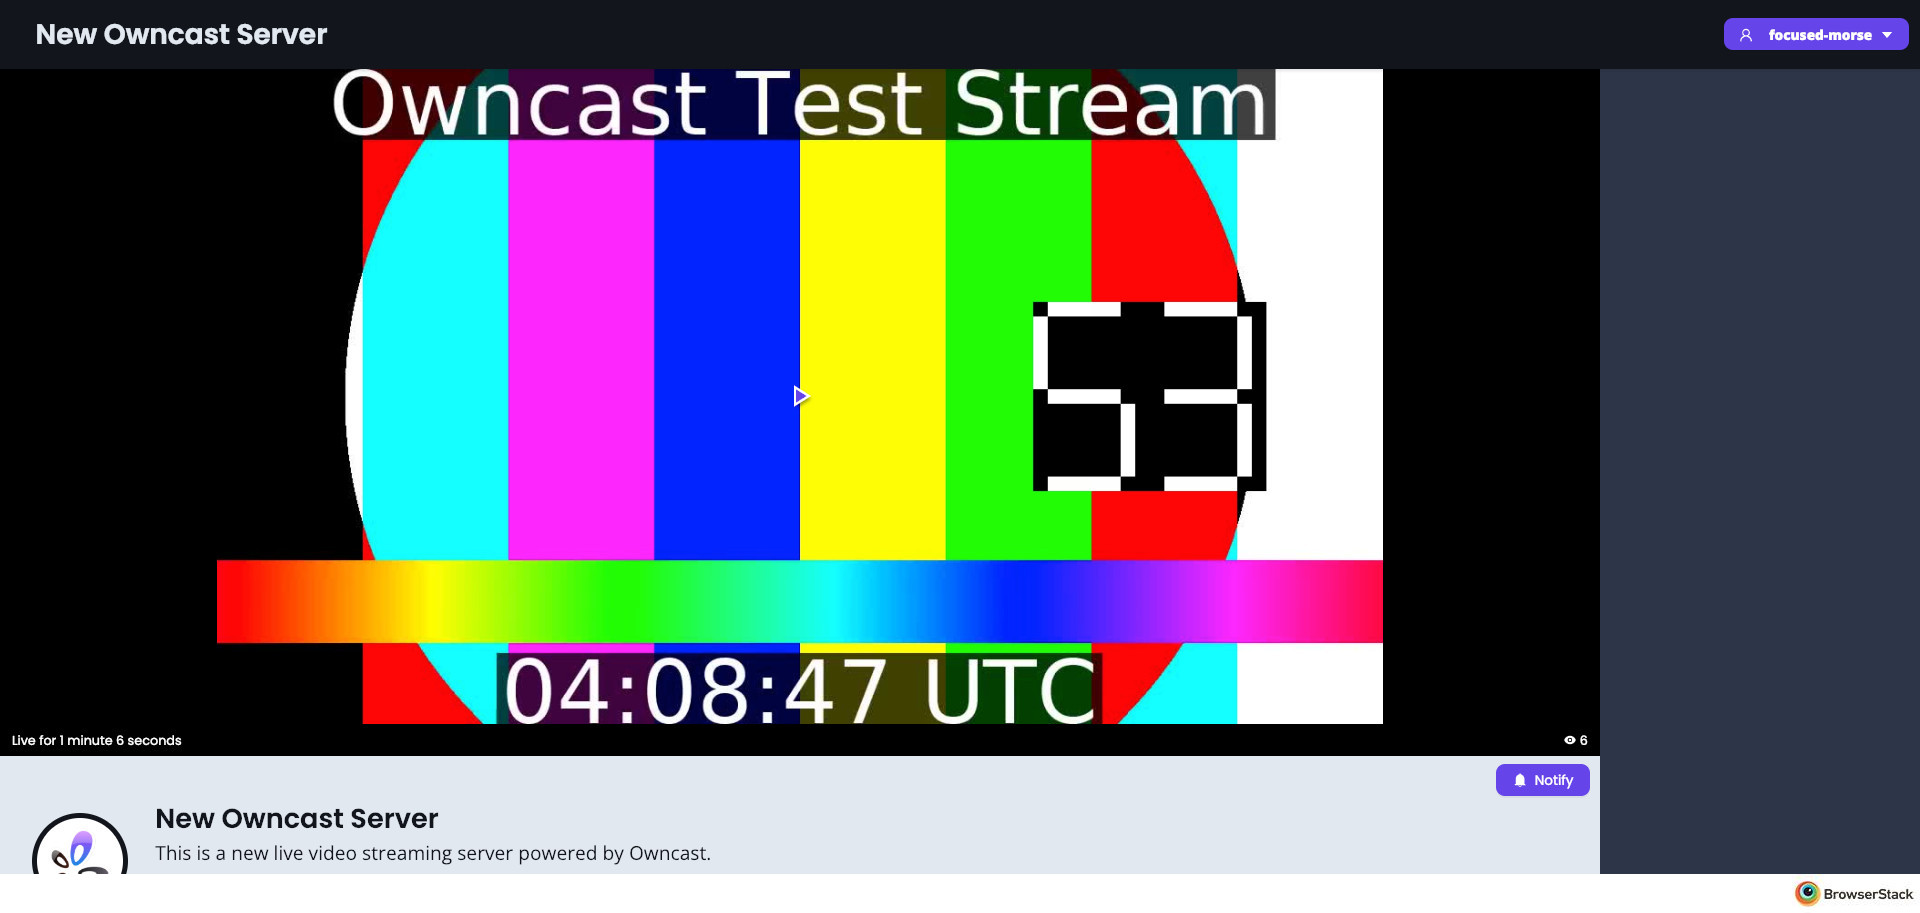 New Owncast Server
focused-morse
Owncast Test Stream
53
04:08:47 UTC
Live for 1 minute 6 seconds
6
Notify
New Owncast Server
This is a new live video streaming server powered by Owncast.
BrowserStack